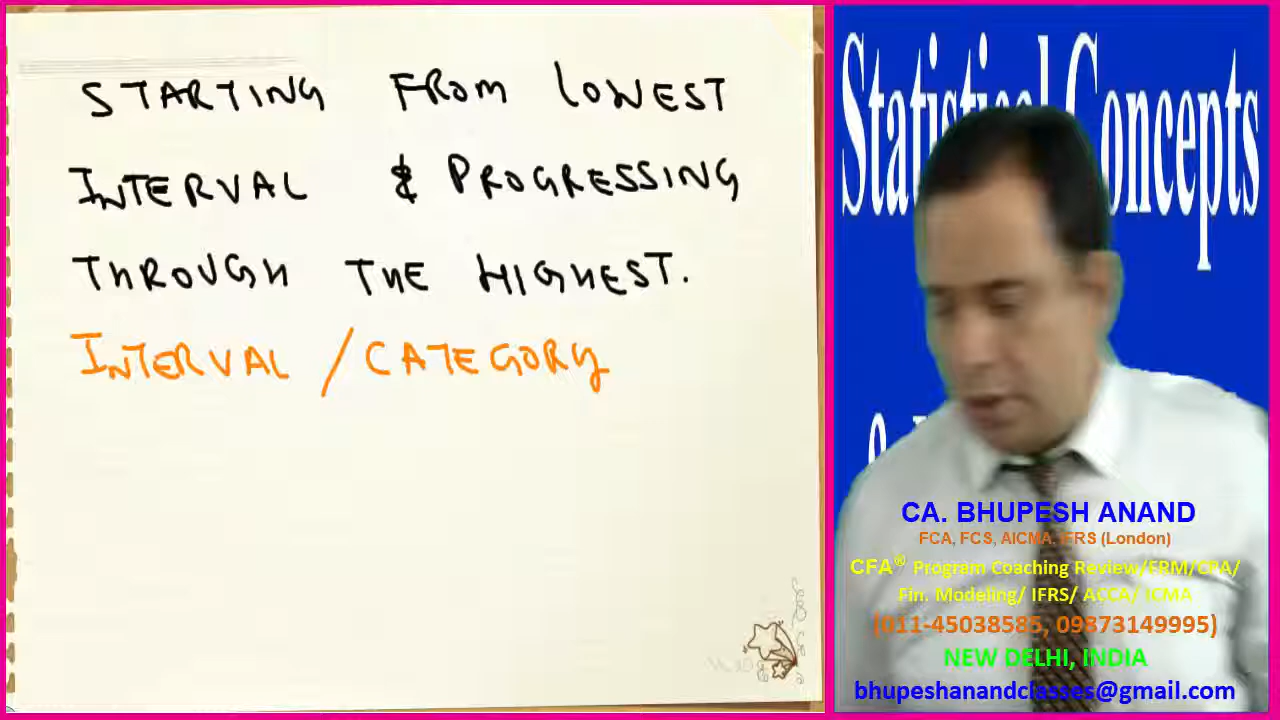 STARTING FROM LOWEST
INTERVAL & PROGRESSING
THROUGH THE HIGHEST.
INTERVAL / CATEGORY
Statistical Concepts
&
CA. BHUPESH ANAND
FCA, FCS, AICMA. IFRS (London)
CFA® Program Coaching Review/FRM/CPA/
Fin. Modeling/ IFRS/ ACCA/ ICMA
(011-45038585, 09873149995)
NEW DELHI, INDIA
bhupeshanandclasses@gmail.com